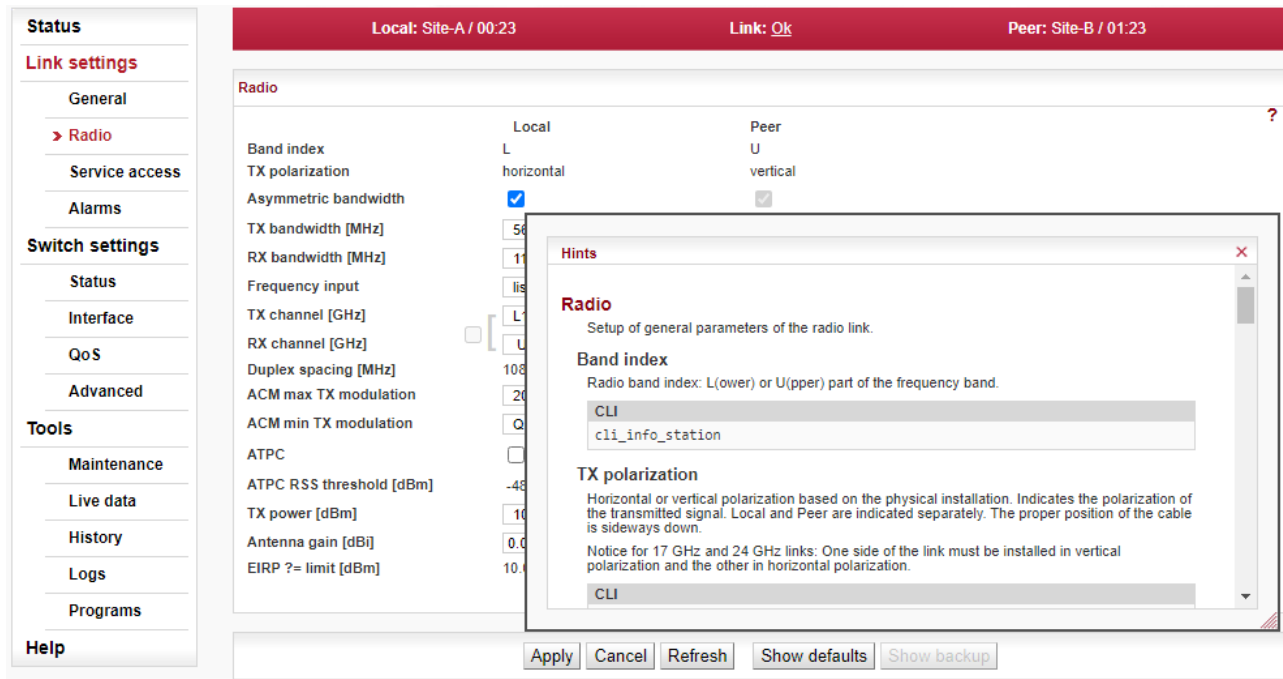 Status
Link settings
General
Radio
Service access
Alarms
Switch settings
Status
Interface
QoS
Advanced
Tools
Maintenance
Live data
History
Logs
Programs
Help
Local: Site-A / 00:23 Link: Ok Peer: Site-B / 01:23
Radio
?
Local Peer
Band index L U
TX polarization horizontal vertical
Asymmetric bandwidth
TX bandwidth [MHz]
RX bandwidth [MHz]
Frequency input
TX channel [GHz]
RX channel [GHz]
Duplex spacing [MHz]
ACM max TX modulation
ACM min TX modulation
ATPC
ATPC RSS threshold [dBm]
TX power [dBm]
Antenna gain [dBi]
EIRP ?= limit [dBm]
Hints
Radio
Setup of general parameters of the radio link.
Band index
Radio band index: L(ower) or U(pper) part of the frequency band.
CLI
cli_info_station
TX polarization
Horizontal or vertical polarization based on the physical installation. Indicates the polarization of
the transmitted signal. Local and Peer are indicated separately. The proper position of the cable
is sideways down.
Notice for 17 GHz and 24 GHz links: One side of the link must be installed in vertical
polarization and the other in horizontal polarization.
CLI
Apply Cancel Refresh Show defaults Show backup